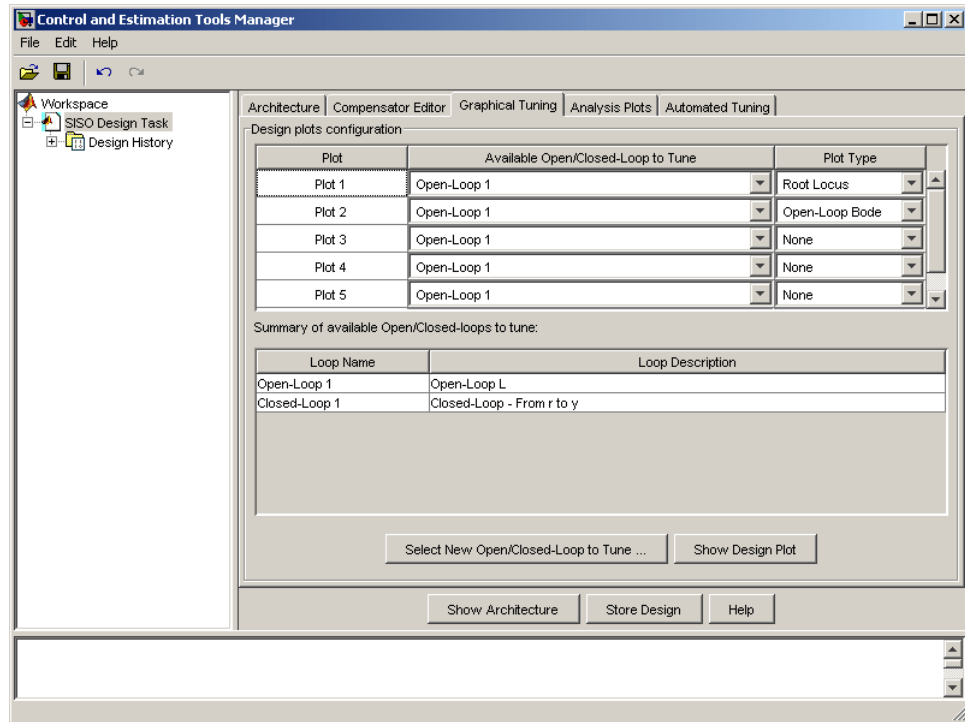 Control and Estimation Tools Manager
File Edit Help
Workspace
SISO Design Task
Design History
Architecture Compensator Editor Graphical Tuning Analysis Plots Automated Tuning
Design plots configuration
Plot Available Open/Closed-Loop to Tune Plot Type
Plot 1 Open-Loop 1 Root Locus
Plot 2 Open-Loop 1 Open-Loop Bode
Plot 3 Open-Loop 1 None
Plot 4 Open-Loop 1 None
Plot 5 Open-Loop 1 None
Summary of available Open/Closed-loops to tune:
Loop Name Loop Description
Open-Loop 1 Open-Loop L
Closed-Loop 1 Closed-Loop - From r to y
Select New Open/Closed-Loop to Tune ... Show Design Plot
Show Architecture Store Design Help